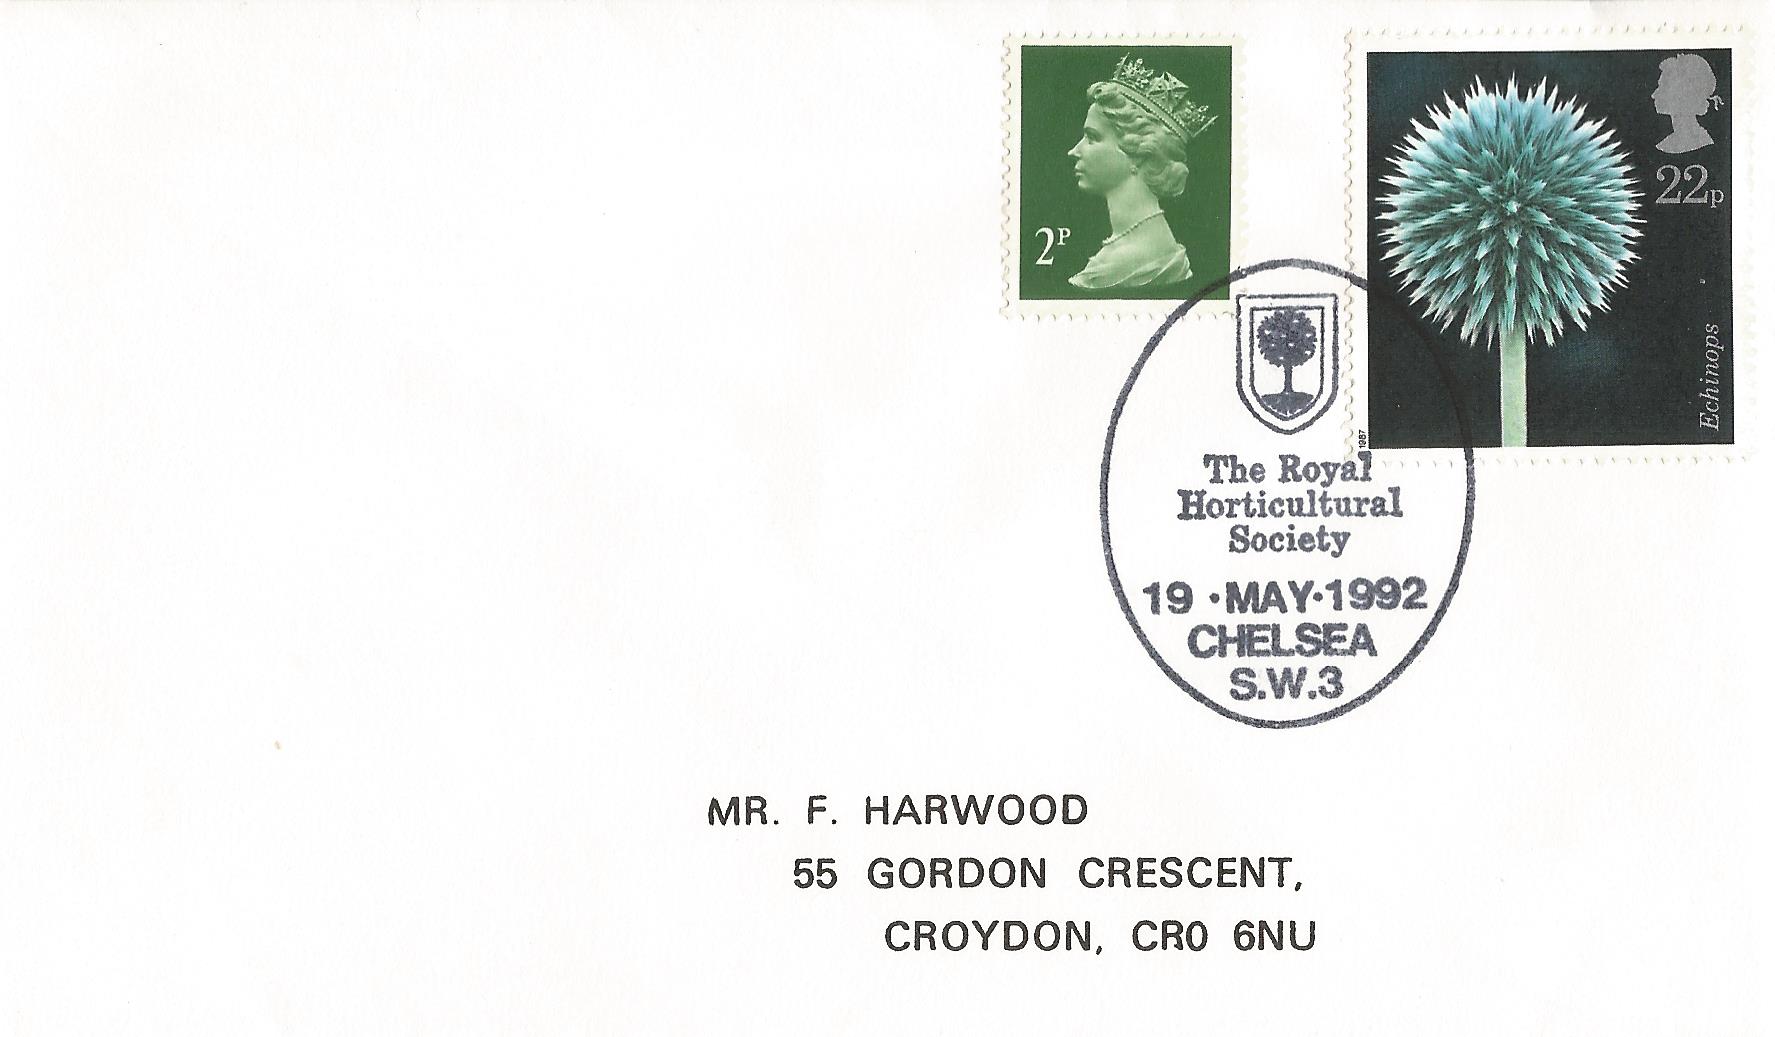 2P
22p
Echinops
1987
The Royal
Horticultural
Society
19 · MAY · 1992
CHELSEA
S.W.3
MR. F. HARWOOD
55 GORDON CRESCENT,
CROYDON, CR0 6NU